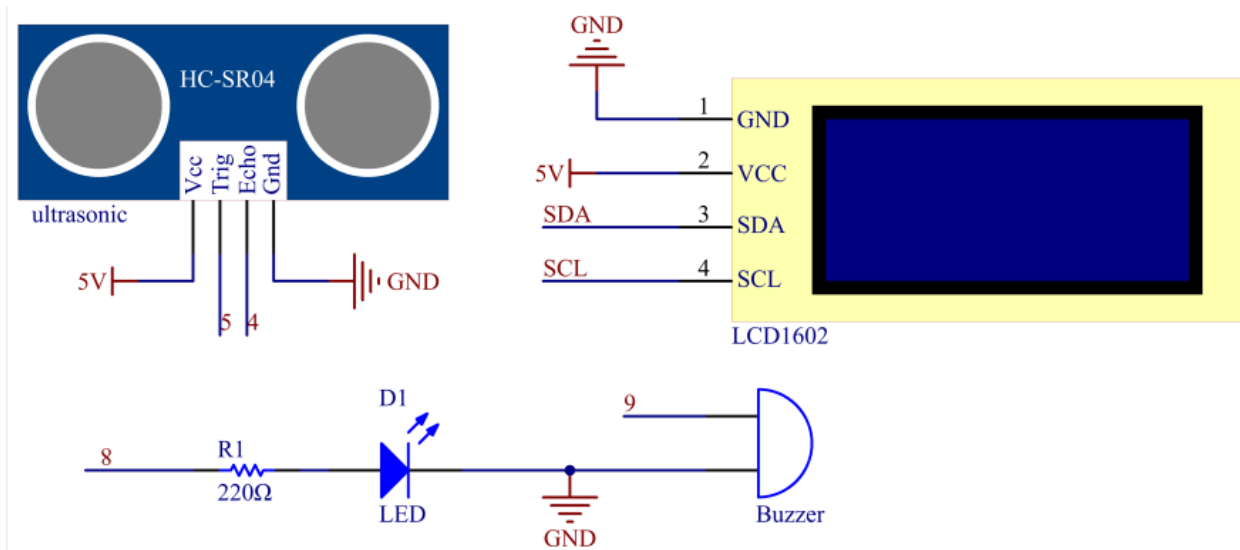 HC-SR04
Vcc
Trig
Echo
Gnd
ultrasonic
5V
GND
5
4
GND
1
GND
5V
2
VCC
SDA
3
SDA
SCL
4
SCL
LCD1602
8
R1
220Ω
D1
LED
GND
9
Buzzer